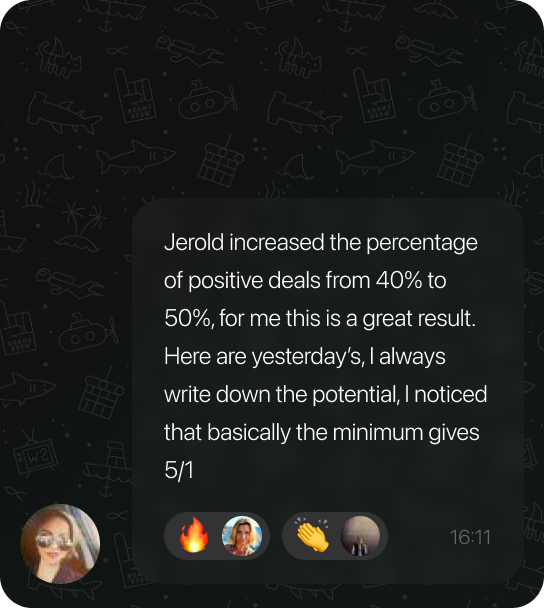 Jerold increased the percentage
of positive deals from 40% to
50%, for me this is a great result.
Here are yesterday's, I always
write down the potential, I noticed
that basically the minimum gives
5/1
16:11